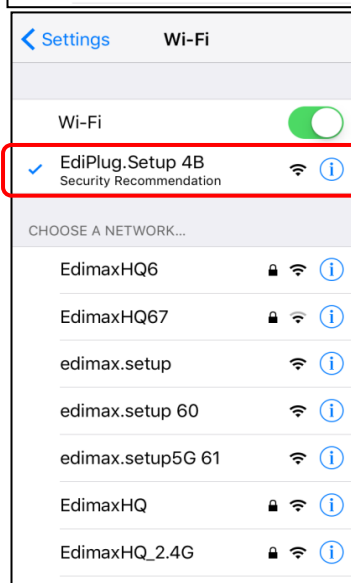 Settings Wi-Fi
Wi-Fi
EdiPlug.Setup 4B
Security Recommendation
CHOOSE A NETWORK...
EdimaxHQ6
EdimaxHQ67
edimax.setup
edimax.setup 60
edimax.setup5G 61
EdimaxHQ
EdimaxHQ_2.4G